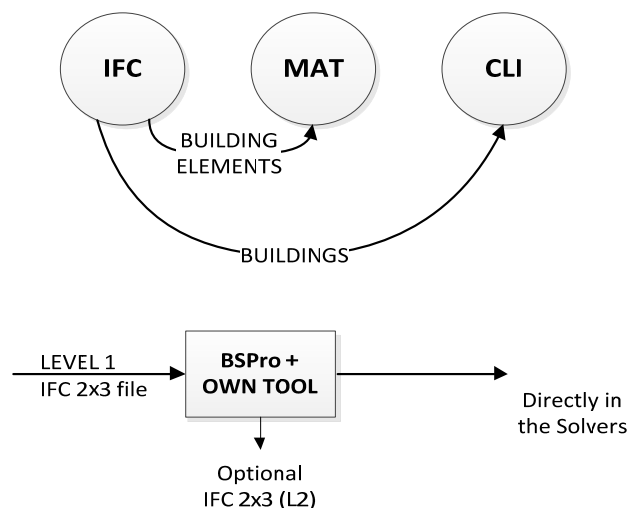 IFC
MAT
CLI
BUILDING
ELEMENTS
BUILDINGS
LEVEL 1
IFC 2x3 file
BSPro +
OWN TOOL
Directly in
the Solvers
Optional
IFC 2x3 (L2)